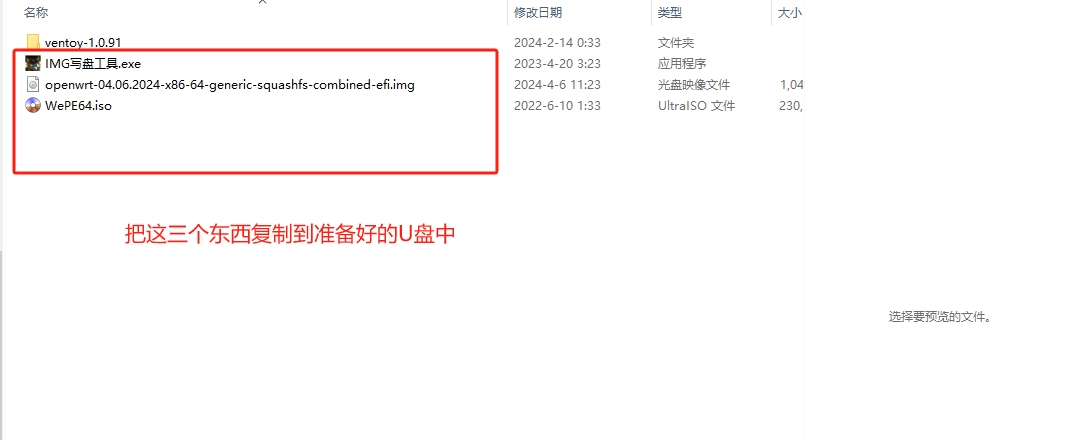 名称 修改日期 类型 大小
ventoy-1.0.91 2024-2-14 0:33 文件夹
IMG写盘工具.exe 2023-4-20 3:23 应用程序
openwrt-04.06.2024-x86-64-generic-squashfs-combined-efi.img 2024-4-6 11:23 光盘映像文件 1,04
WePE64.iso 2022-6-10 1:33 UltraISO 文件 230,
把这三个东西复制到准备好的U盘中
选择要预览的文件。